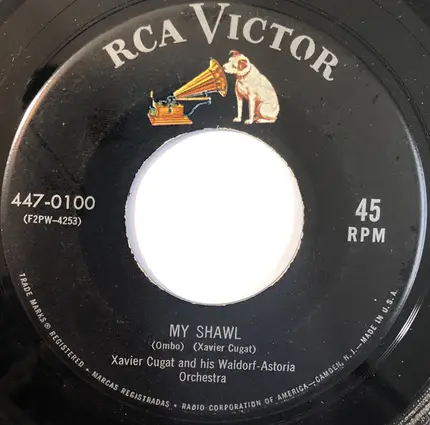 RCA VICTOR
447-0100
(F2PW-4253)
45
RPM
MY SHAWL
(Ombo) (Xavier Cugat)
Xavier Cugat and his Waldorf-Astoria
Orchestra
TRADE MARKS ® REGISTERED • MARCAS REGISTRADAS • RADIO CORPORATION OF AMERICA—CAMDEN, N.J.—MADE IN U.S.A.